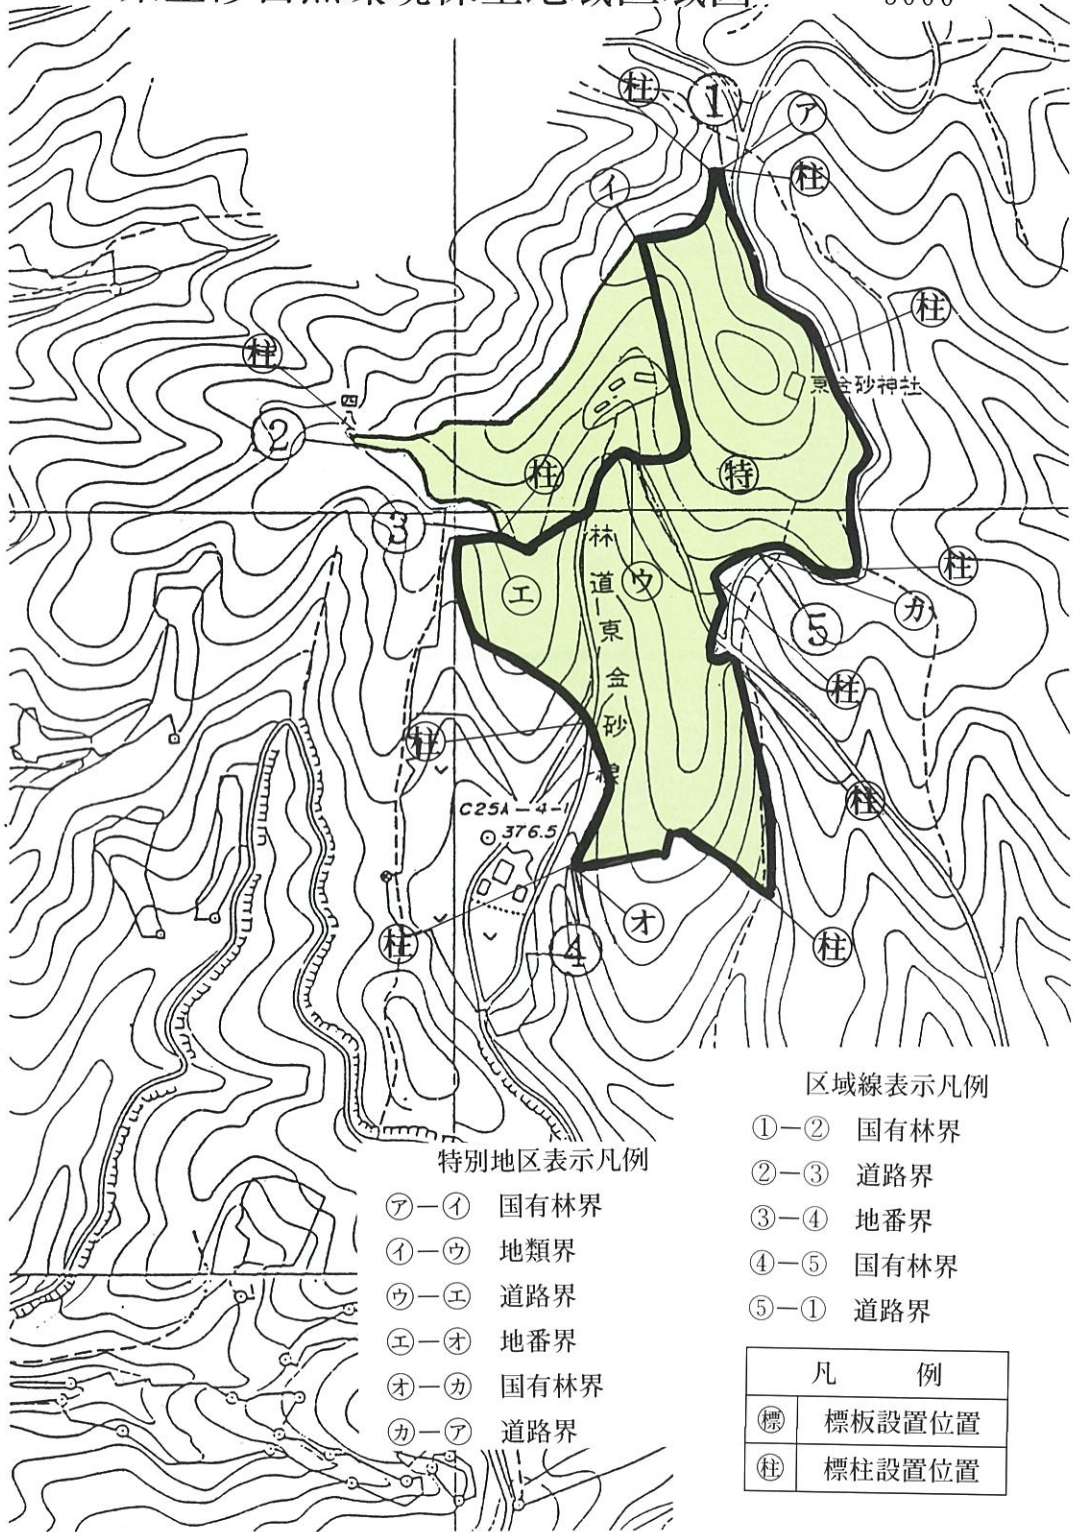 柱
①
ア
柱
イ
柱
柱
四八
東金砂神社
②
柱
特
③
林道東金砂線
エ
ウ
柱
カ
⑤
柱
柱
柱
C25A-4-1
376.5
オ
柱
④
柱
区域線表示凡例
①－② 国有林界
②－③ 道路界
③－④ 地番界
④－⑤ 国有林界
⑤－① 道路界
特別地区表示凡例
㋐－㋑ 国有林界
㋑－㋒ 地類界
㋒－㋓ 道路界
㋓－㋔ 地番界
㋔－㋕ 国有林界
㋕－㋐ 道路界
凡 例
標 標板設置位置
柱 標柱設置位置